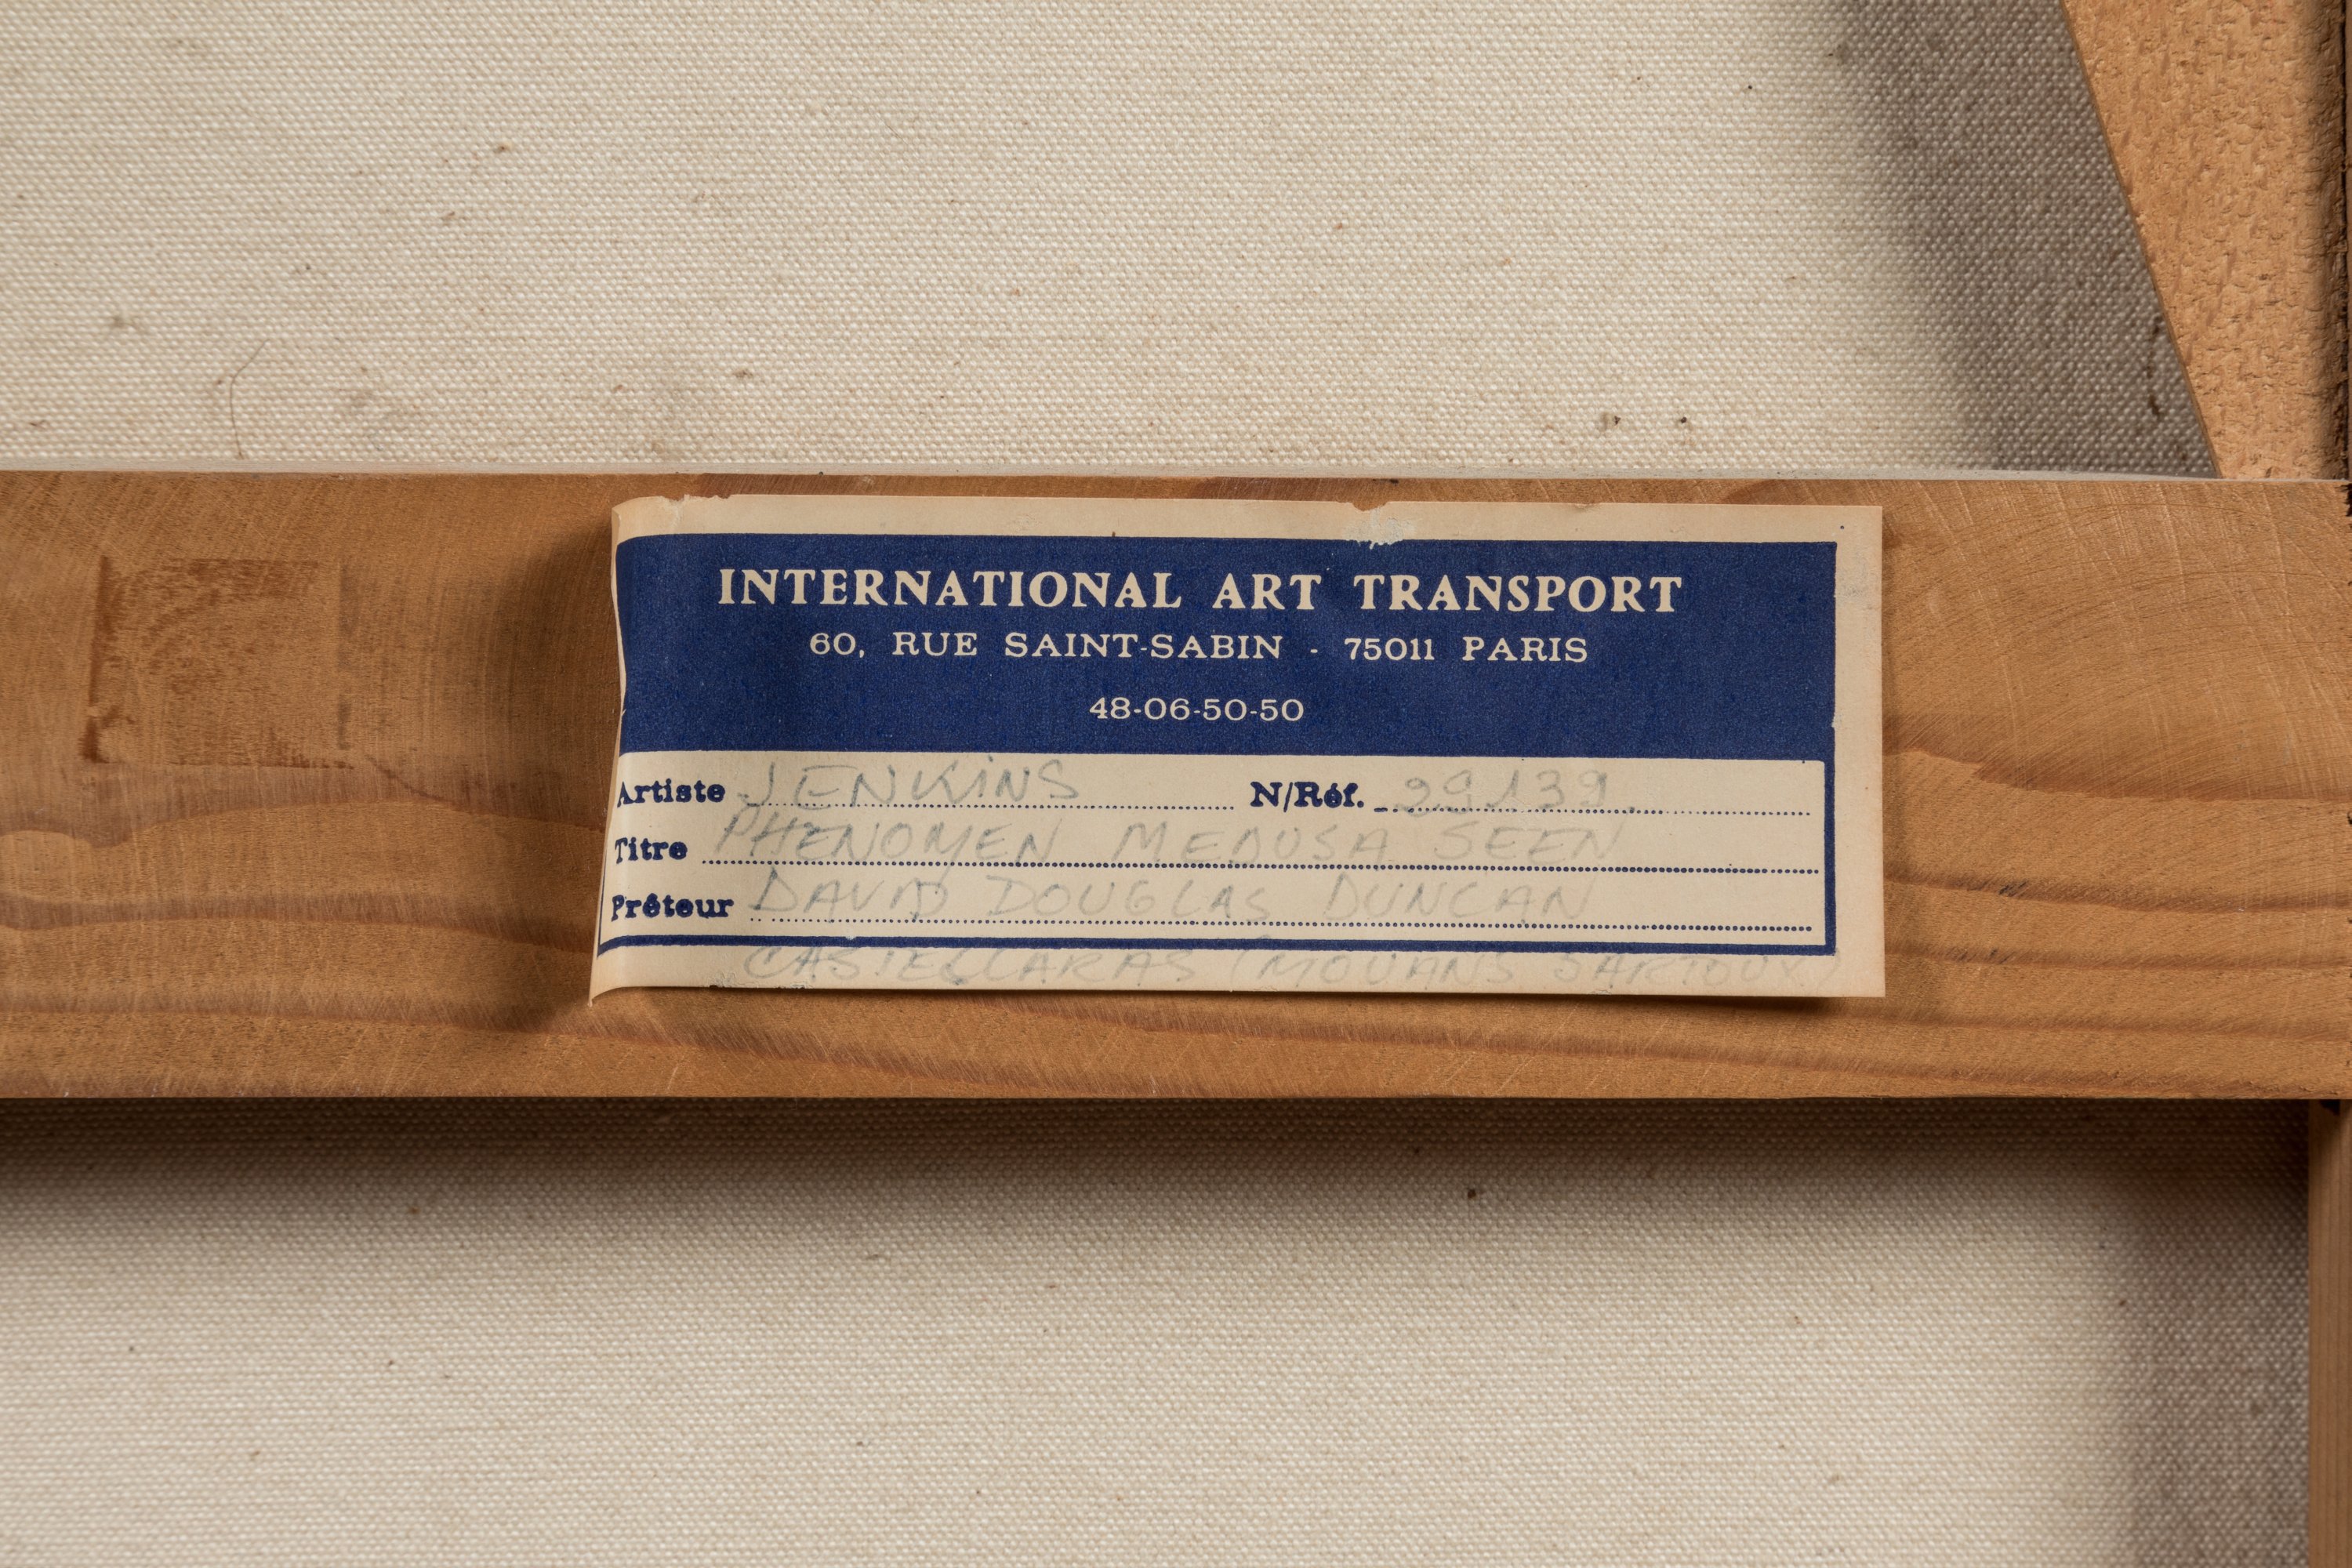 INTERNATIONAL ART TRANSPORT
60, RUE SAINT-SABIN - 75011 PARIS
48-06-50-50
Artiste JENKINS N/Réf. 29139.
Titre PHENOMEN MEDUSA SEEN
Prêteur DAVID DOUGLAS DUNCAN
CASTELLARAS (MOUANS SARTOUX)